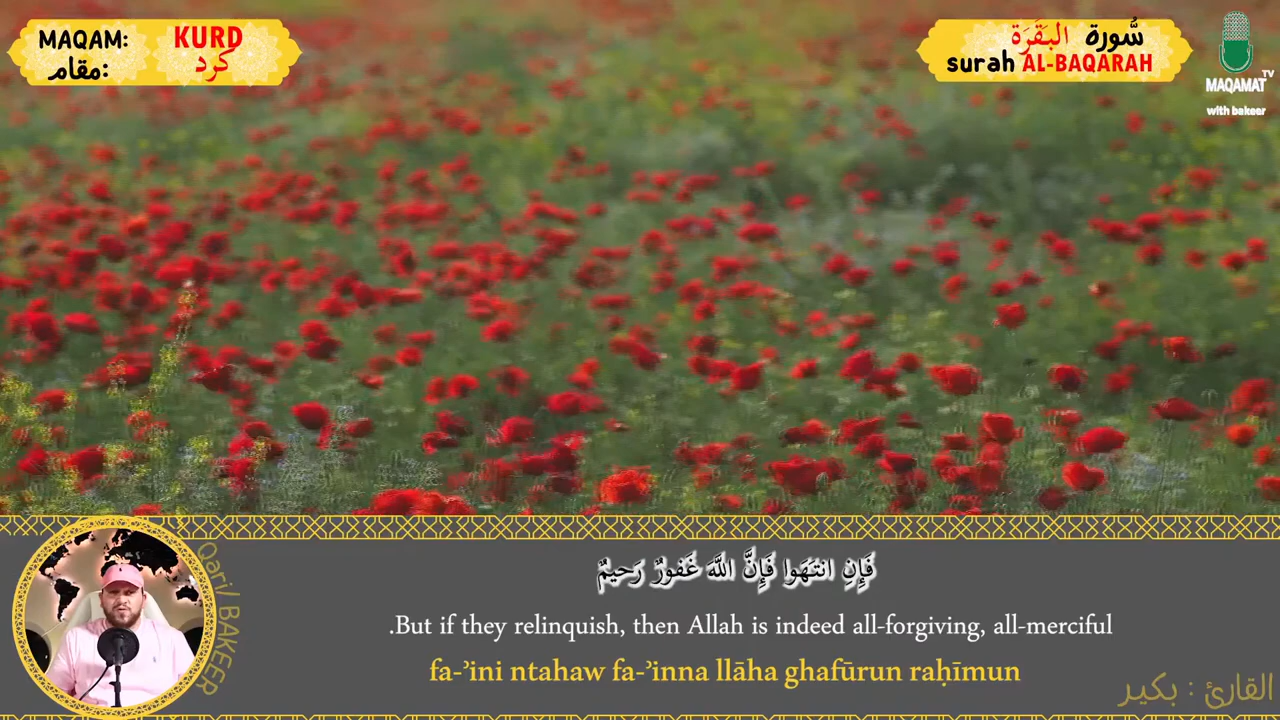 MAQAM:
مقام:
KURD
كرد
سُّورة البَقَرَة
surah AL-BAQARAH
MAQAMAT TV
with bakeer
Qari/ BAKEER
فَإِنِ انتَهَوا فَإِنَّ اللَّهَ غَفورٌ رَحيمٌ
.But if they relinquish, then Allah is indeed all-forgiving, all-merciful
fa-ʾini ntahaw fa-ʾinna llāha ghafūrun raḥīmun
القارئ : بكير